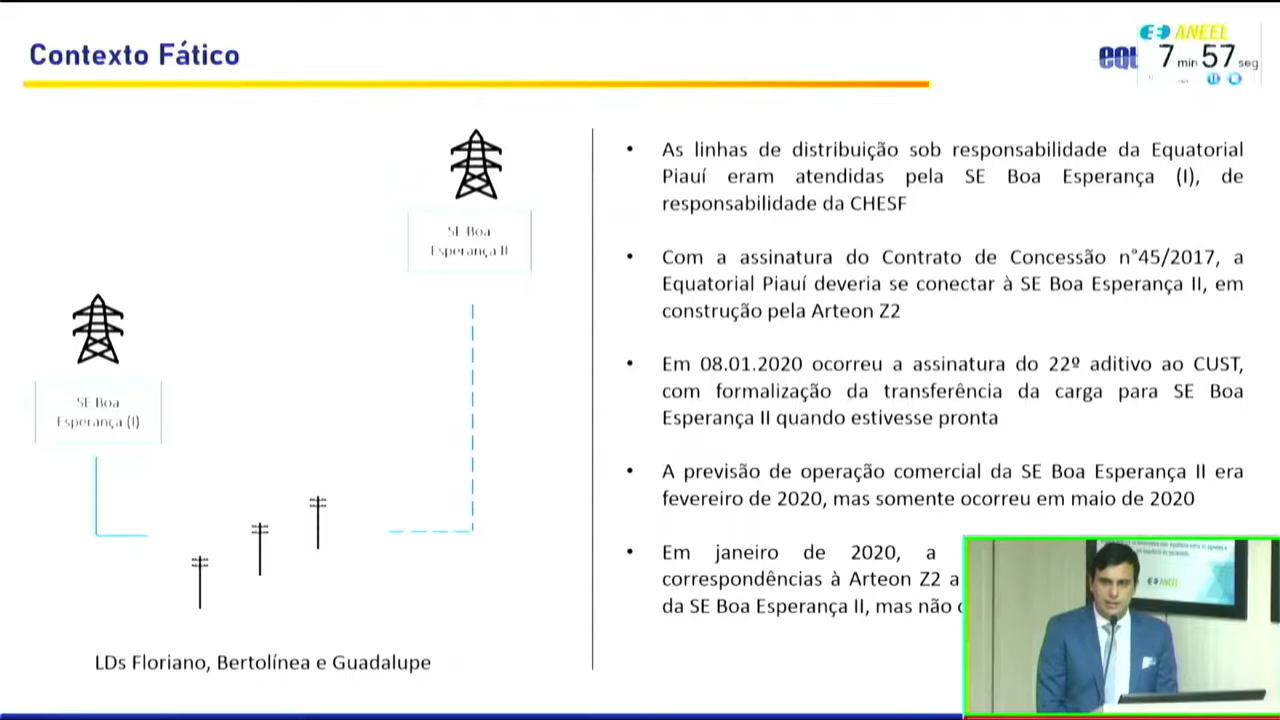 Contexto Fático
ANEEL
7 min 57 seg
SE Boa
Esperança II
SE Boa
Esperança (I)
LDs Floriano, Bertolínea e Guadalupe
• As linhas de distribuição sob responsabilidade da Equatorial
Piauí eram atendidas pela SE Boa Esperança (I), de
responsabilidade da CHESF
• Com a assinatura do Contrato de Concessão n°45/2017, a
Equatorial Piauí deveria se conectar à SE Boa Esperança II, em
construção pela Arteon Z2
• Em 08.01.2020 ocorreu a assinatura do 22º aditivo ao CUST,
com formalização da transferência da carga para SE Boa
Esperança II quando estivesse pronta
• A previsão de operação comercial da SE Boa Esperança II era
fevereiro de 2020, mas somente ocorreu em maio de 2020
• Em janeiro de 2020, a
correspondências à Arteon Z2 a
da SE Boa Esperança II, mas não
ANEEL